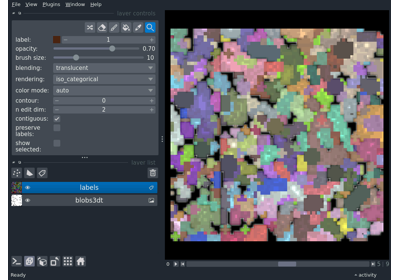 File View Plugins Window Help
layer controls
label: 1
opacity: 0.70
brush size: 10
blending: translucent
rendering: iso_categorical
color mode: auto
contour: 0
n edit dim: 2
contiguous:
preserve labels:
show selected:
layer list
labels
blobs3dt
Ready
activity